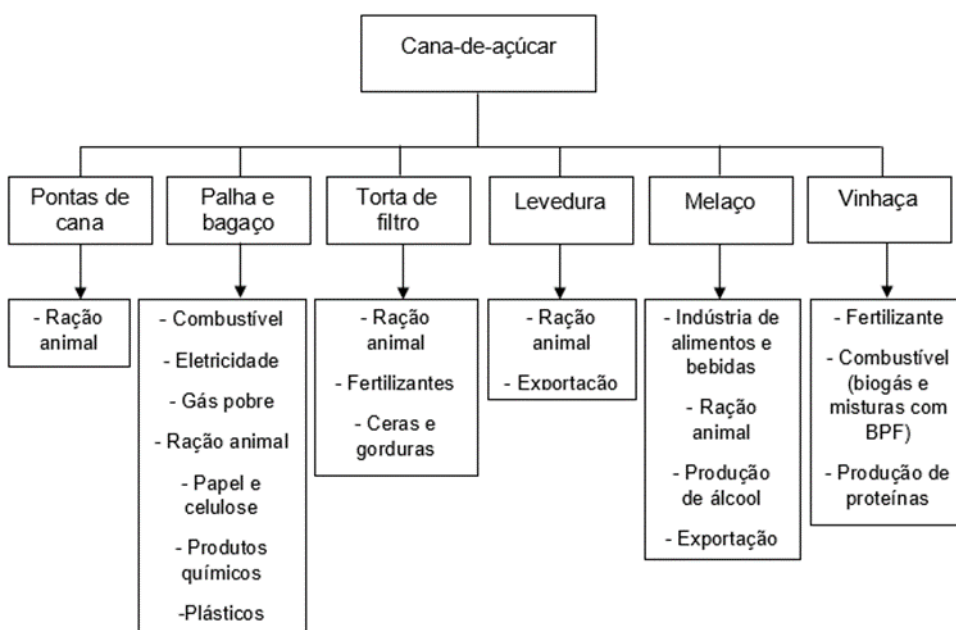 Cana-de-açúcar
Pontas de
cana
Palha e
bagaço
Torta de
filtro
Levedura
Melaço
Vinhaça
- Ração
animal
- Combustível
- Eletricidade
- Gás pobre
- Ração animal
- Papel e
celulose
- Produtos
químicos
-Plásticos
- Ração
animal
- Fertilizantes
- Ceras e
gorduras
- Ração
animal
- Exportação
- Indústria de
alimentos e
bebidas
- Ração
animal
- Produção
de álcool
- Exportação
- Fertilizante
- Combustível
(biogás e
misturas com
BPF)
- Produção de
proteínas